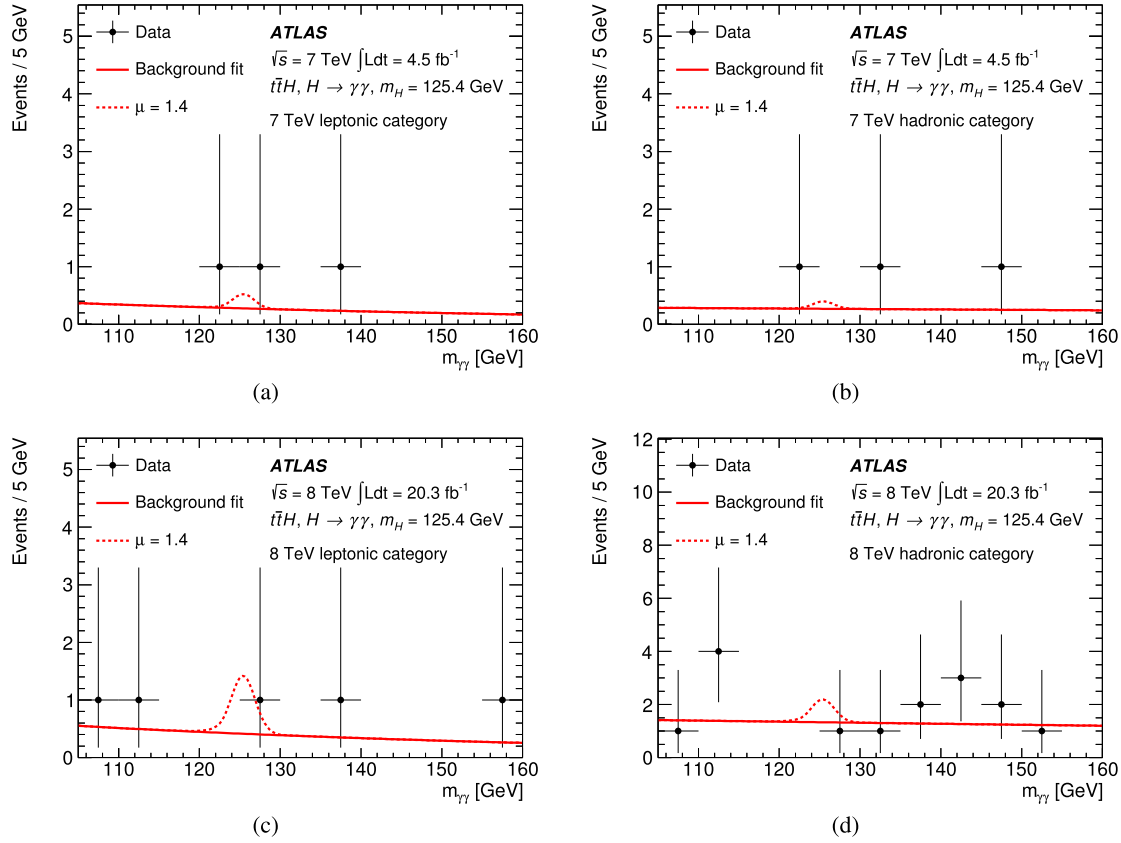 Events / 5 GeV
5
4
3
2
1
0
Data
Background fit
μ = 1.4
ATLAS
√s = 7 TeV ∫Ldt = 4.5 fb⁻¹
tt̄H, H → γγ, m_H = 125.4 GeV
7 TeV leptonic category
110 120 130 140 150 160
m_γγ [GeV]
(a)
Events / 5 GeV
5
4
3
2
1
0
Data
Background fit
μ = 1.4
ATLAS
√s = 7 TeV ∫Ldt = 4.5 fb⁻¹
tt̄H, H → γγ, m_H = 125.4 GeV
7 TeV hadronic category
110 120 130 140 150 160
m_γγ [GeV]
(b)
Events / 5 GeV
5
4
3
2
1
0
Data
Background fit
μ = 1.4
ATLAS
√s = 8 TeV ∫Ldt = 20.3 fb⁻¹
tt̄H, H → γγ, m_H = 125.4 GeV
8 TeV leptonic category
110 120 130 140 150 160
m_γγ [GeV]
(c)
Events / 5 GeV
12
10
8
6
4
2
0
Data
Background fit
μ = 1.4
ATLAS
√s = 8 TeV ∫Ldt = 20.3 fb⁻¹
tt̄H, H → γγ, m_H = 125.4 GeV
8 TeV hadronic category
110 120 130 140 150 160
m_γγ [GeV]
(d)